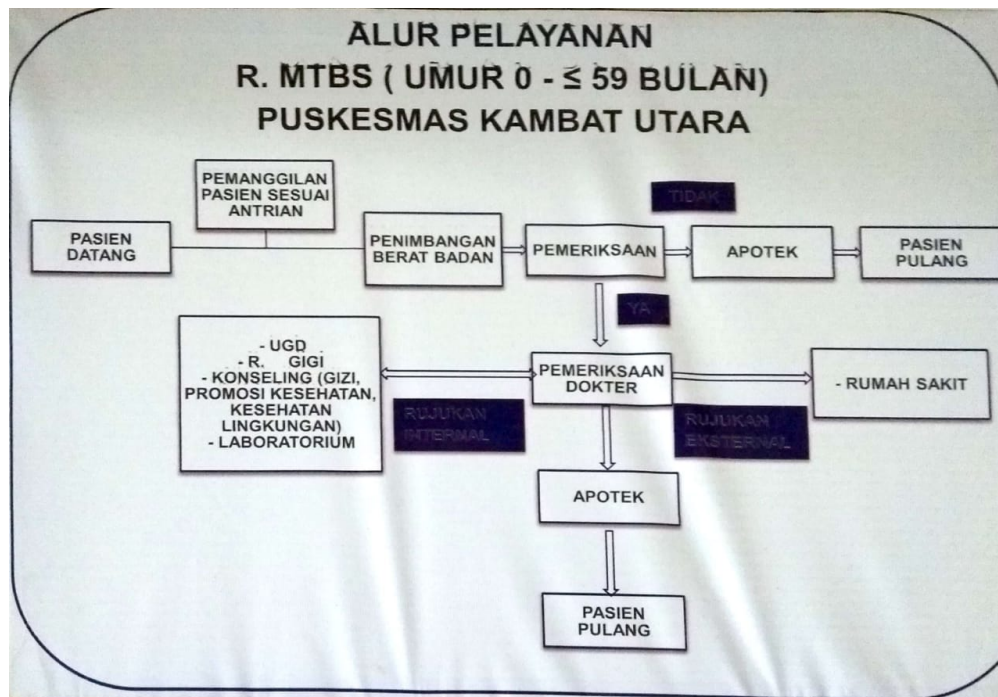 ALUR PELAYANAN
R. MTBS ( UMUR 0 - ≤ 59 BULAN)
PUSKESMAS KAMBAT UTARA
PEMANGGILAN
PASIEN SESUAI
ANTRIAN
TIDAK
PASIEN
DATANG
PENIMBANGAN
BERAT BADAN
PEMERIKSAAN
APOTEK
PASIEN
PULANG
YA
- UGD
- R. GIGI
- KONSELING (GIZI,
PROMOSI KESEHATAN,
KESEHATAN
LINGKUNGAN)
- LABORATORIUM
PEMERIKSAAN
DOKTER
- RUMAH SAKIT
RUJUKAN
INTERNAL
RUJUKAN
EKSTERNAL
APOTEK
PASIEN
PULANG